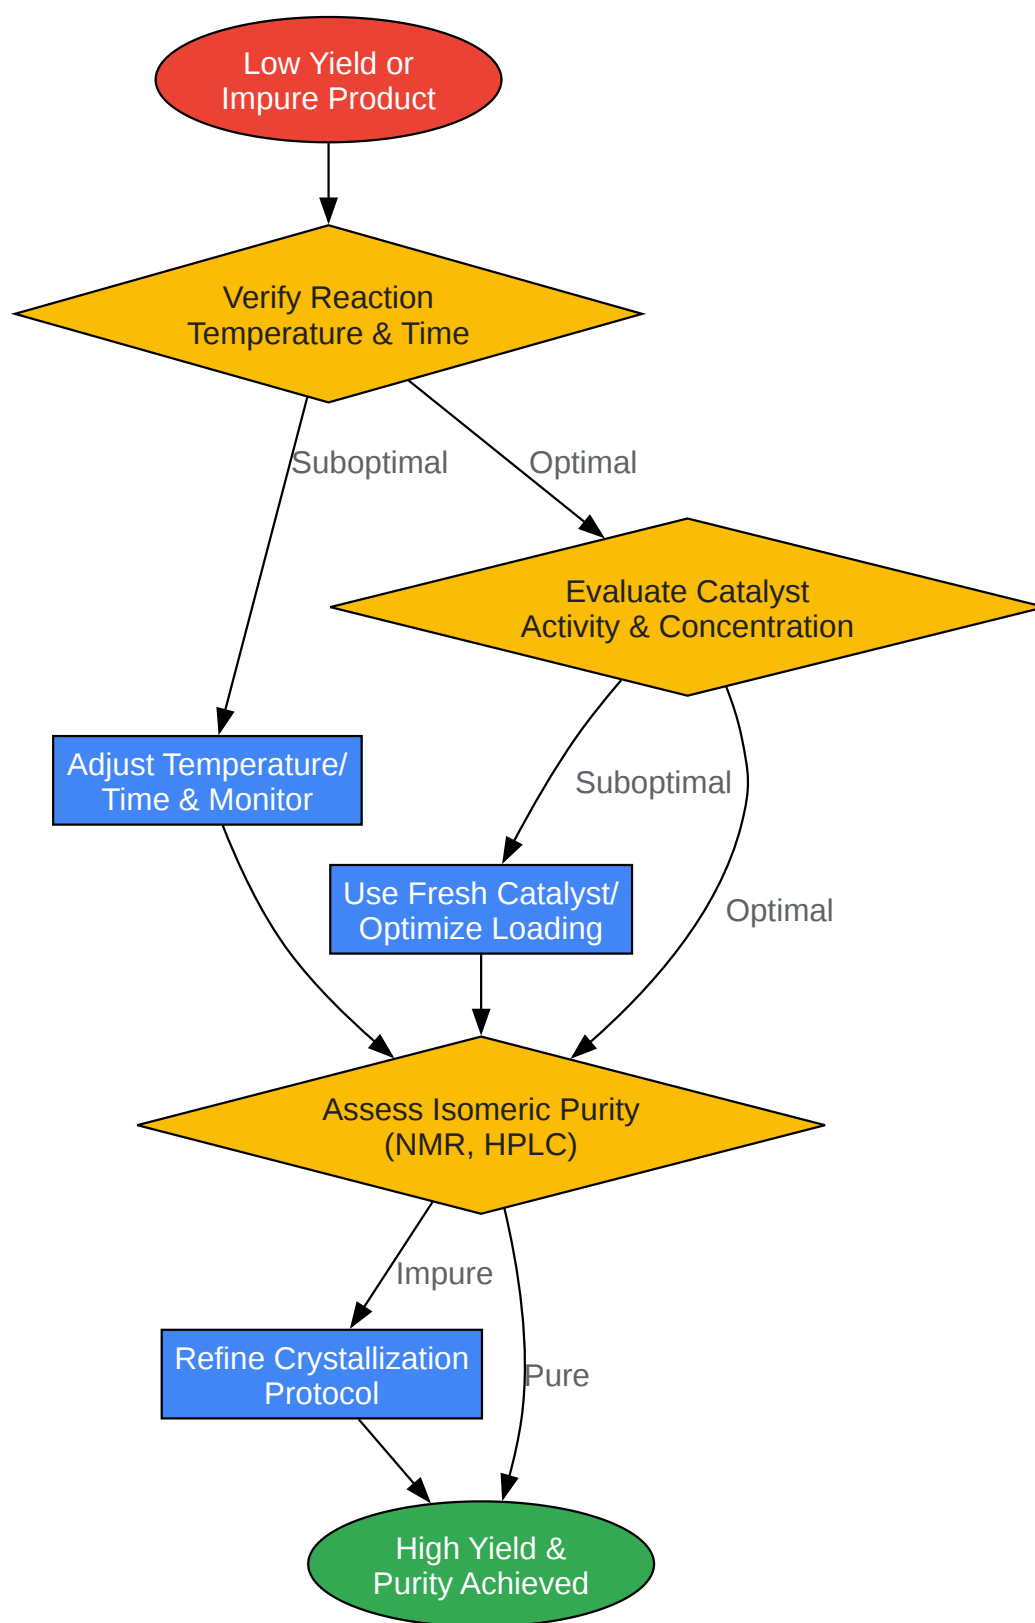 Low Yield or
Impure Product
Verify Reaction
Temperature & Time
Suboptimal
Optimal
Evaluate Catalyst
Activity & Concentration
Adjust Temperature/
Time & Monitor
Suboptimal
Use Fresh Catalyst/
Optimize Loading
Optimal
Assess Isomeric Purity
(NMR, HPLC)
Impure
Refine Crystallization
Protocol
Pure
High Yield &
Purity Achieved